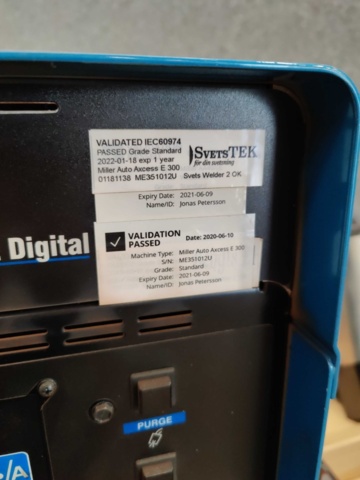 VALIDATED IEC60974
PASSED Grade Standard
2022-01-18 exp 1 year
Miller Auto Axcess E 300
01181138 ME351012U Svets Welder 2 OK
SVETSTEK
för din svetsning
Expiry Date: 2021-06-09
Name/ID: Jonas Petersson
Digital
VALIDATION PASSED
Date: 2020-06-10
Machine Type: Miller Auto Axcess E 300
S/N: ME351012U
Grade: Standard
Expiry Date: 2021-06-09
Name/ID: Jonas Petersson
PURGE
/A